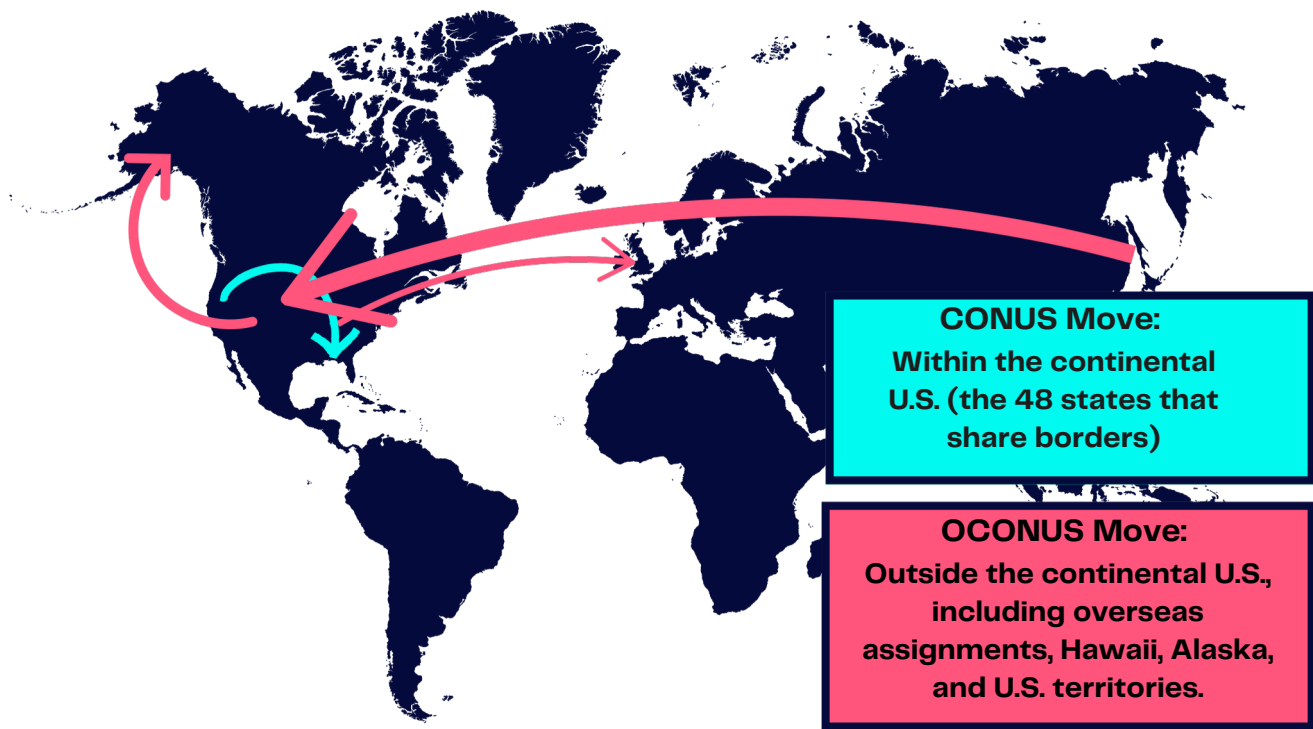 CONUS Move:
Within the continental
U.S. (the 48 states that
share borders)
OCONUS Move:
Outside the continental U.S.,
including overseas
assignments, Hawaii, Alaska,
and U.S. territories.